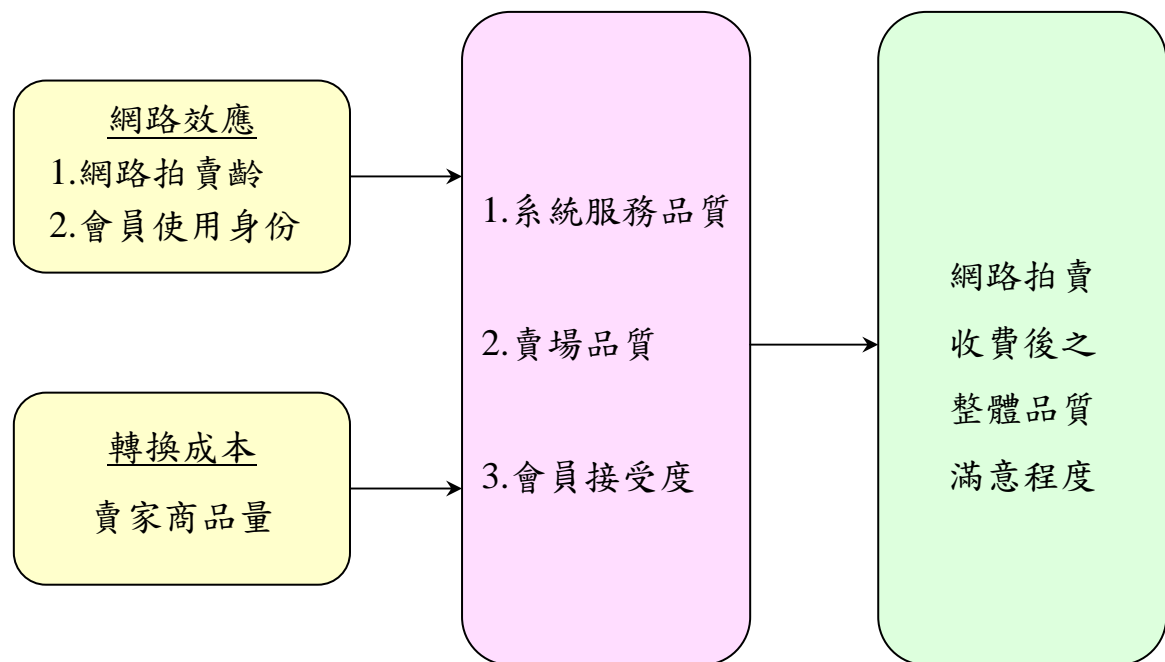 網路效應
1.網路拍賣齡
2.會員使用身份
轉換成本
賣家商品量
1.系統服務品質
2.賣場品質
3.會員接受度
網路拍賣
收費後之
整體品質
滿意程度